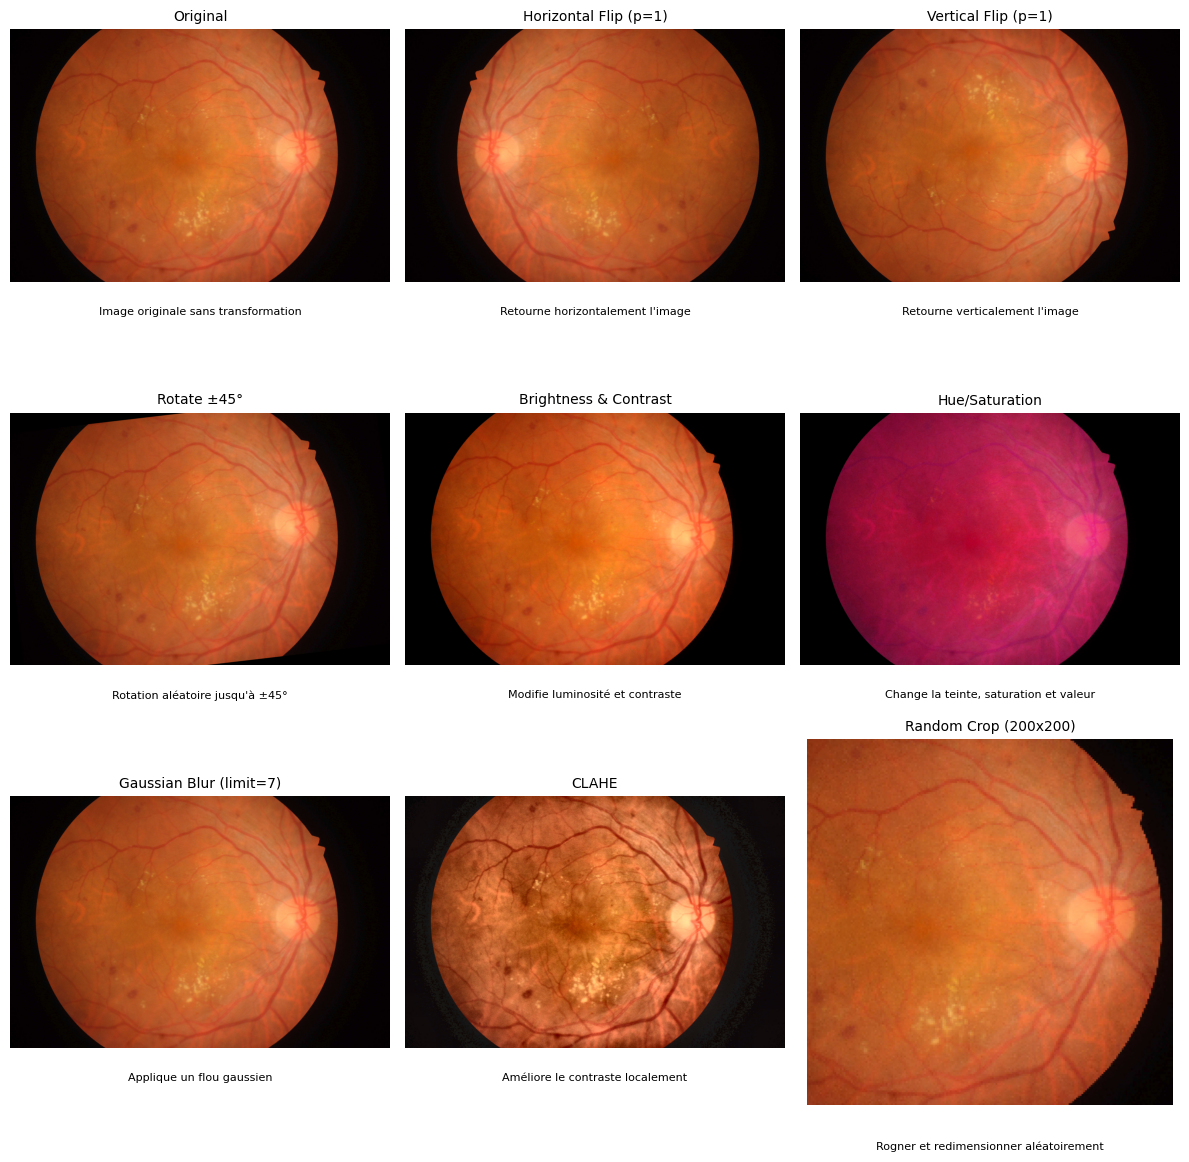 Original
Horizontal Flip (p=1)
Vertical Flip (p=1)
Image originale sans transformation
Retourne horizontalement l'image
Retourne verticalement l'image
Rotate ±45°
Brightness & Contrast
Hue/Saturation
Rotation aléatoire jusqu'à ±45°
Modifie luminosité et contraste
Change la teinte, saturation et valeur
Gaussian Blur (limit=7)
CLAHE
Random Crop (200x200)
Applique un flou gaussien
Améliore le contraste localement
Rogner et redimensionner aléatoirement